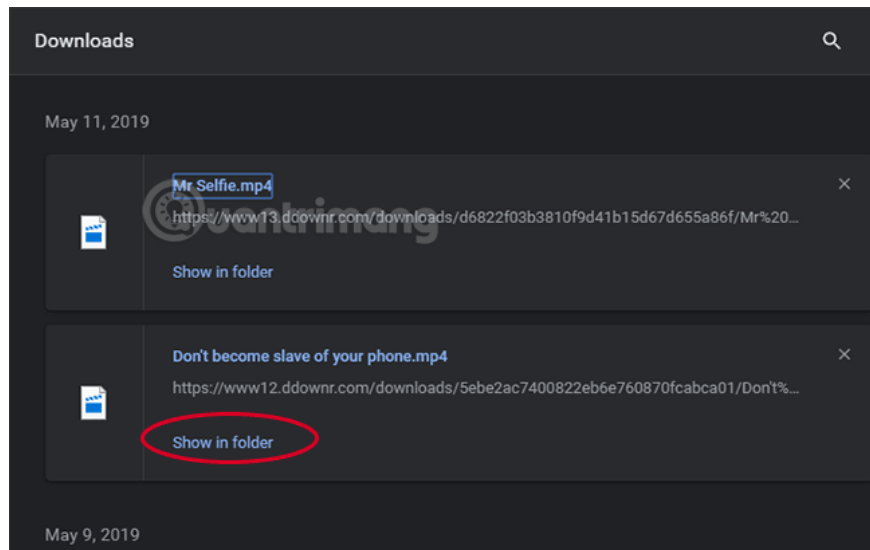 Downloads
May 11, 2019
Mr Selfie.mp4
https://www13.ddownr.com/downloads/d6822f03b3810f9d41b15d67d655a86f/Mr%20...
Quantrimang
Show in folder
Don't become slave of your phone.mp4
https://www12.ddownr.com/downloads/5ebe2ac7400822eb6e760870fcabca01/Don't%...
Show in folder
May 9, 2019